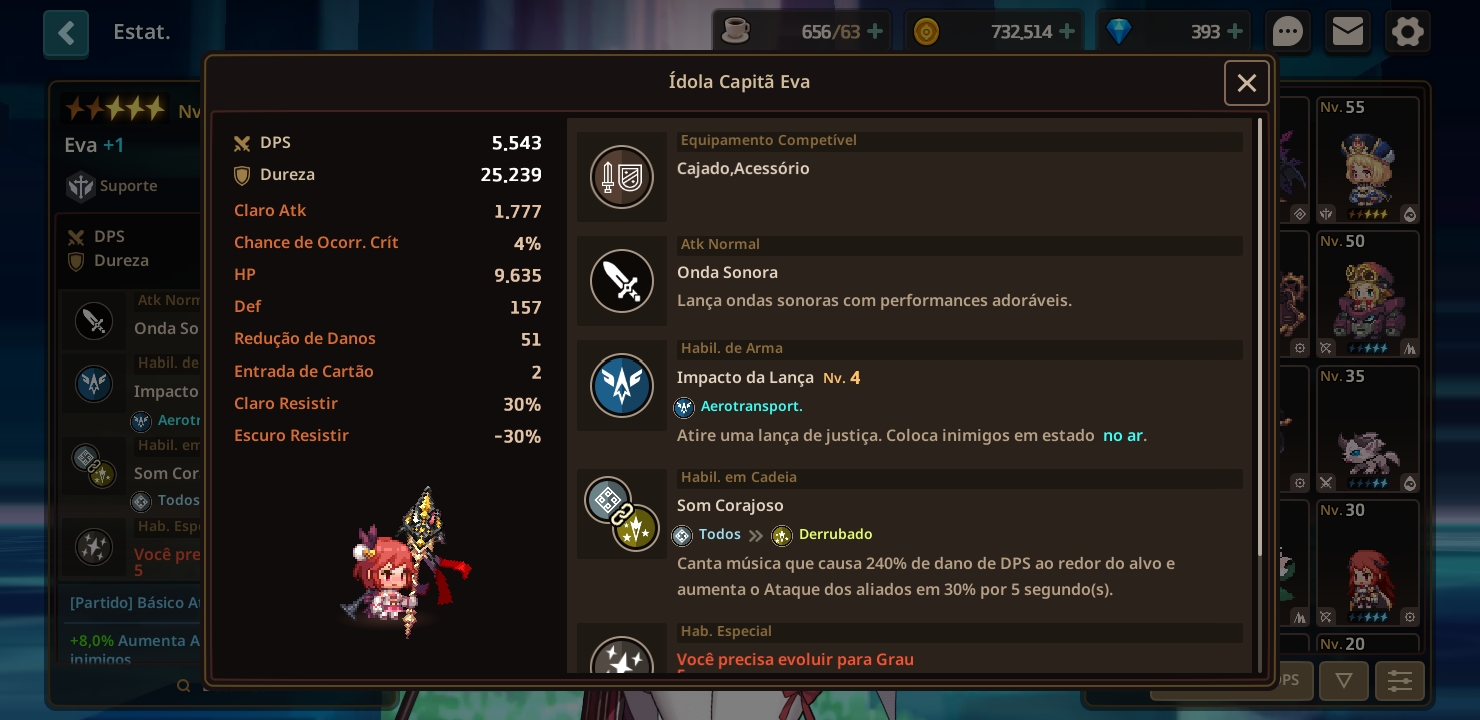 Estat.
656/63
732,514
393
Ídola Capitã Eva
Nv
Eva +1
Suporte
DPS
Dureza
Atk Norm
Onda So
Habil. de
Impacto
Aerotr
Habil. em
Som Cor
Todos
Hab. Espe
Você pre
5
[Partido] Básico At
+8,0% Aumenta A
inimigos
DPS 5,543
Dureza 25,239
Claro Atk 1,777
Chance de Ocorr. Crít 4%
HP 9,635
Def 157
Redução de Danos 51
Entrada de Cartão 2
Claro Resistir 30%
Escuro Resistir -30%
Equipamento Competível
Cajado,Acessório
Atk Normal
Onda Sonora
Lança ondas sonoras com performances adoráveis.
Habil. de Arma
Impacto da Lança Nv. 4
Aerotransport.
Atire uma lança de justiça. Coloca inimigos em estado no ar.
Habil. em Cadeia
Som Corajoso
Todos Derrubado
Canta música que causa 240% de dano de DPS ao redor do alvo e
aumenta o Ataque dos aliados em 30% por 5 segundo(s).
Hab. Especial
Você precisa evoluir para Grau
Nv. 55
Nv. 50
Nv. 35
Nv. 30
Nv. 20
DPS